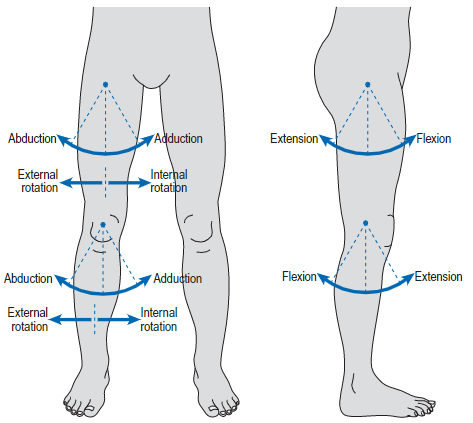 Abduction
Adduction
Extension
Flexion
External
rotation
Internal
rotation
Abduction
Adduction
Flexion
Extension
External
rotation
Internal
rotation